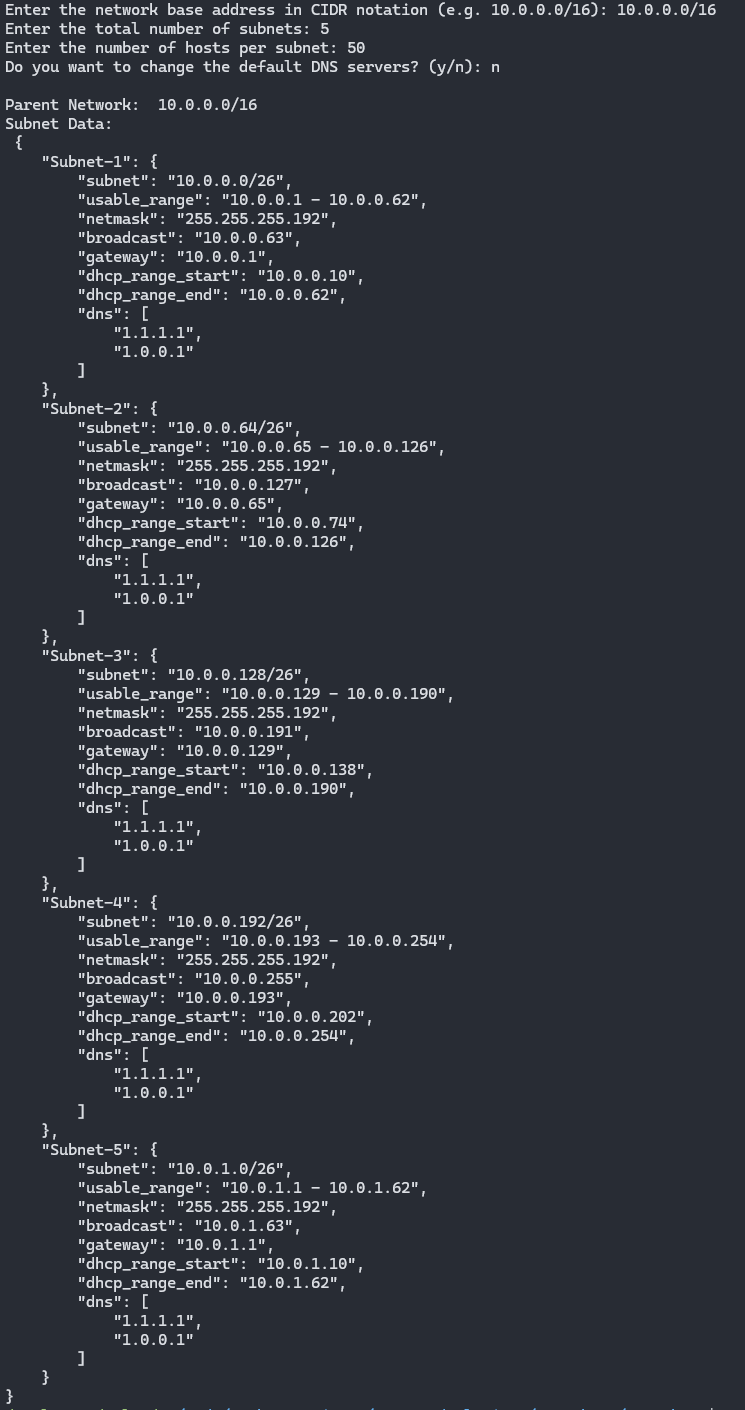 Enter the network base address in CIDR notation (e.g. 10.0.0.0/16): 10.0.0.0/16
Enter the total number of subnets: 5
Enter the number of hosts per subnet: 50
Do you want to change the default DNS servers? (y/n): n

Parent Network:  10.0.0.0/16
Subnet Data:
 {
    "Subnet-1": {
        "subnet": "10.0.0.0/26",
        "usable_range": "10.0.0.1 - 10.0.0.62",
        "netmask": "255.255.255.192",
        "broadcast": "10.0.0.63",
        "gateway": "10.0.0.1",
        "dhcp_range_start": "10.0.0.10",
        "dhcp_range_end": "10.0.0.62",
        "dns": [
            "1.1.1.1",
            "1.0.0.1"
        ]
    },
    "Subnet-2": {
        "subnet": "10.0.0.64/26",
        "usable_range": "10.0.0.65 - 10.0.0.126",
        "netmask": "255.255.255.192",
        "broadcast": "10.0.0.127",
        "gateway": "10.0.0.65",
        "dhcp_range_start": "10.0.0.74",
        "dhcp_range_end": "10.0.0.126",
        "dns": [
            "1.1.1.1",
            "1.0.0.1"
        ]
    },
    "Subnet-3": {
        "subnet": "10.0.0.128/26",
        "usable_range": "10.0.0.129 - 10.0.0.190",
        "netmask": "255.255.255.192",
        "broadcast": "10.0.0.191",
        "gateway": "10.0.0.129",
        "dhcp_range_start": "10.0.0.138",
        "dhcp_range_end": "10.0.0.190",
        "dns": [
            "1.1.1.1",
            "1.0.0.1"
        ]
    },
    "Subnet-4": {
        "subnet": "10.0.0.192/26",
        "usable_range": "10.0.0.193 - 10.0.0.254",
        "netmask": "255.255.255.192",
        "broadcast": "10.0.0.255",
        "gateway": "10.0.0.193",
        "dhcp_range_start": "10.0.0.202",
        "dhcp_range_end": "10.0.0.254",
        "dns": [
            "1.1.1.1",
            "1.0.0.1"
        ]
    },
    "Subnet-5": {
        "subnet": "10.0.1.0/26",
        "usable_range": "10.0.1.1 - 10.0.1.62",
        "netmask": "255.255.255.192",
        "broadcast": "10.0.1.63",
        "gateway": "10.0.1.1",
        "dhcp_range_start": "10.0.1.10",
        "dhcp_range_end": "10.0.1.62",
        "dns": [
            "1.1.1.1",
            "1.0.0.1"
        ]
    }
}